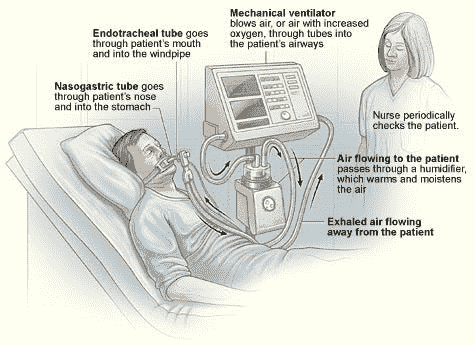 Mechanical ventilator
blows air, or air with increased
oxygen, through tubes into
the patient's airways
Endotracheal tube goes
through patient's mouth
and into the windpipe
Nasogastric tube goes
through patient's nose
and into the stomach
Nurse periodically
checks the patient.
Air flowing to the patient
passes through a humidifier,
which warms and moistens
the air
Exhaled air flowing
away from the patient